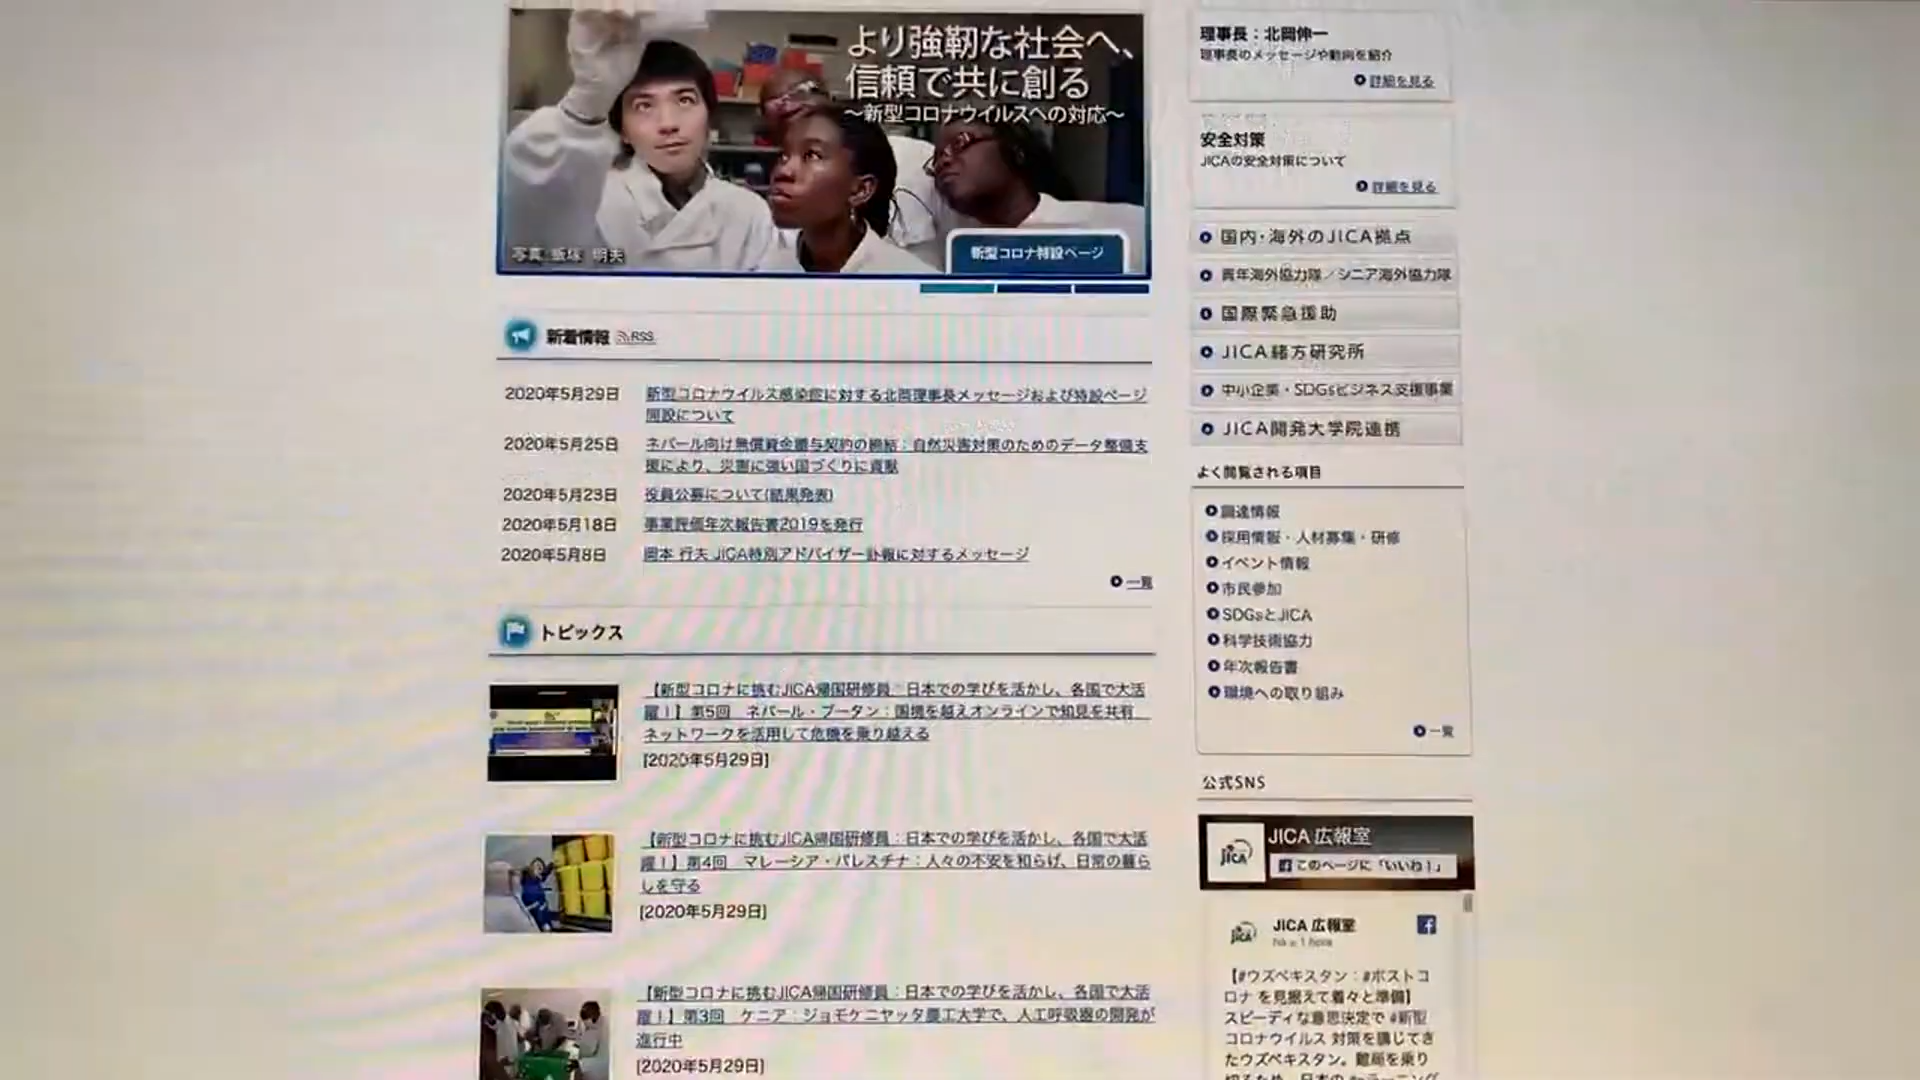 より強靭な社会へ、
信頼で共に創る
～新型コロナウイルスへの対応～
写真 飯塚 明夫
新型コロナ特設ページ
新着情報 RSS
2020年5月29日 新型コロナウイルス感染症に対する北岡理事長メッセージおよび特設ページ
開設について
2020年5月25日 ネパール向け無償資金贈与契約の締結：自然災害対策のためのデータ整備支
援により、災害に強い国づくりに貢献
2020年5月23日 役員公募について(結果発表)
2020年5月18日 事業評価年次報告書2019を発行
2020年5月8日 岡本 行夫 JICA特別アドバイザー訃報に対するメッセージ
一覧
トピックス
【新型コロナに挑むJICA帰国研修員：日本での学びを活かし、各国で大活
躍！】第5回 ネパール・ブータン：国境を越えオンラインで知見を共有
ネットワークを活用して危機を乗り越える
[2020年5月29日]
【新型コロナに挑むJICA帰国研修員：日本での学びを活かし、各国で大活
躍！】第4回 マレーシア・パレスチナ：人々の不安を和らげ、日常の暮ら
しを守る
[2020年5月29日]
【新型コロナに挑むJICA帰国研修員：日本での学びを活かし、各国で大活
躍！】第3回 ケニア：ジョモケニヤッタ農工大学で、人工呼吸器の開発が
進行中
[2020年5月29日]
理事長：北岡伸一
理事長のメッセージや動向を紹介
詳細を見る
安全対策
JICAの安全対策について
詳細を見る
国内・海外のJICA拠点
青年海外協力隊／シニア海外協力隊
国際緊急援助
JICA緒方研究所
中小企業・SDGsビジネス支援事業
JICA開発大学院連携
よく閲覧される項目
調達情報
採用情報・人材募集・研修
イベント情報
市民参加
SDGsとJICA
科学技術協力
年次報告書
環境への取り組み
一覧
公式SNS
JICA 広報室
JICA
このページに「いいね！」
JICA
JICA 広報室
há 1 hora
【#ウズベキスタン：#ポストコ
ロナ を見据えて着々と準備】
スピーディな意思決定で #新型
コロナウイルス 対策を講じてき
たウズベキスタン。難局を乗り